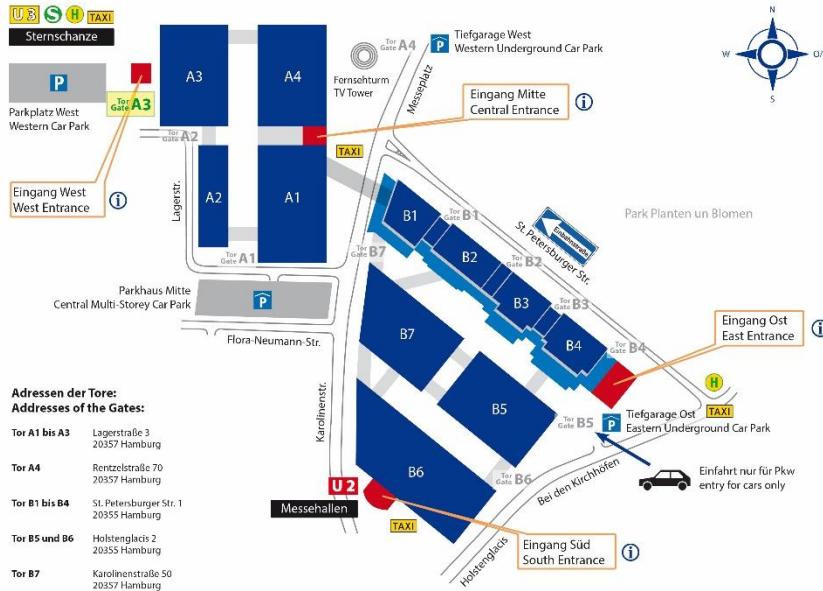 U3 S H TAXI
Sternschanze
P
Parkplatz West
Western Car Park
Tor
Gate A3
Eingang West
West Entrance
i
A3
A4
Tor
Gate A2
A2
A1
Lagerstr.
Tor
Gate A1
Fernsehturm
TV Tower
Tor
Gate A4
Messeplatz
P
Tiefgarage West
Western Underground Car Park
N
W
O/
S
Eingang Mitte
Central Entrance
i
TAXI
Park Planten un Blomen
Einbahnstraße
St. Petersburger Str.
B1
Tor
Gate B1
B2
Tor
Gate B2
B3
Tor
Gate B3
B4
Tor
Gate B4
Tor
Gate B7
B7
Parkhaus Mitte
Central Multi-Storey Car Park
P
Flora-Neumann-Str.
Karolinenstr.
Eingang Ost
East Entrance
i
H
TAXI
B5
Tor
Gate B5
P
Tiefgarage Ost
Eastern Underground Car Park
Einfahrt nur für Pkw
entry for cars only
Bei den Kirchhöfen
B6
Tor
Gate B6
U2
Messehallen
TAXI
Holstenglacis
Eingang Süd
South Entrance
i
Adressen der Tore:
Addresses of the Gates:
Tor A1 bis A3 Lagerstraße 3
20357 Hamburg
Tor A4 Rentzelstraße 70
20357 Hamburg
Tor B1 bis B4 St. Petersburger Str. 1
20355 Hamburg
Tor B5 und B6 Holstenglacis 2
20355 Hamburg
Tor B7 Karolinenstraße 50
20357 Hamburg